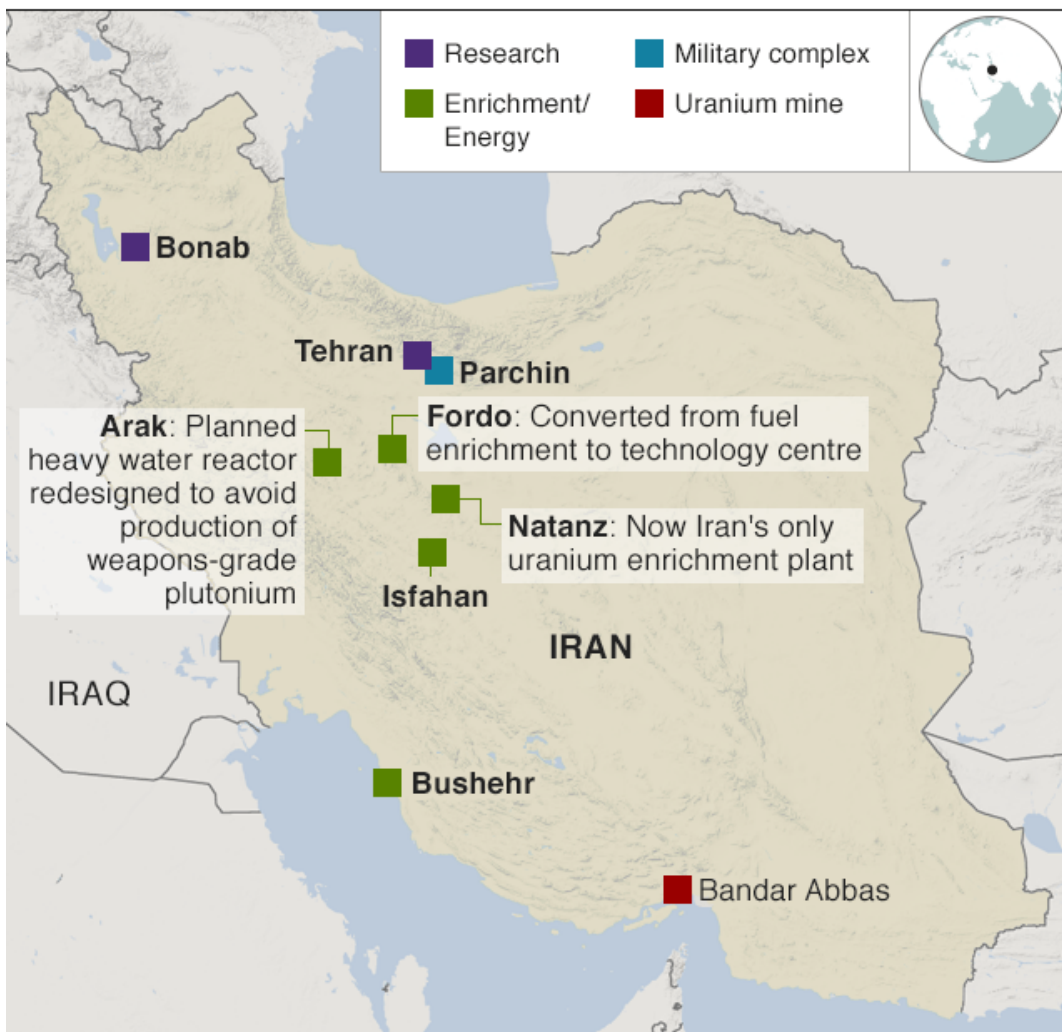 Research
Military complex
Enrichment/
Energy
Uranium mine
Bonab
Tehran
Parchin
Arak: Planned
heavy water reactor
redesigned to avoid
production of
weapons-grade
plutonium
Fordo: Converted from fuel
enrichment to technology centre
Natanz: Now Iran's only
uranium enrichment plant
Isfahan
IRAN
IRAQ
Bushehr
Bandar Abbas